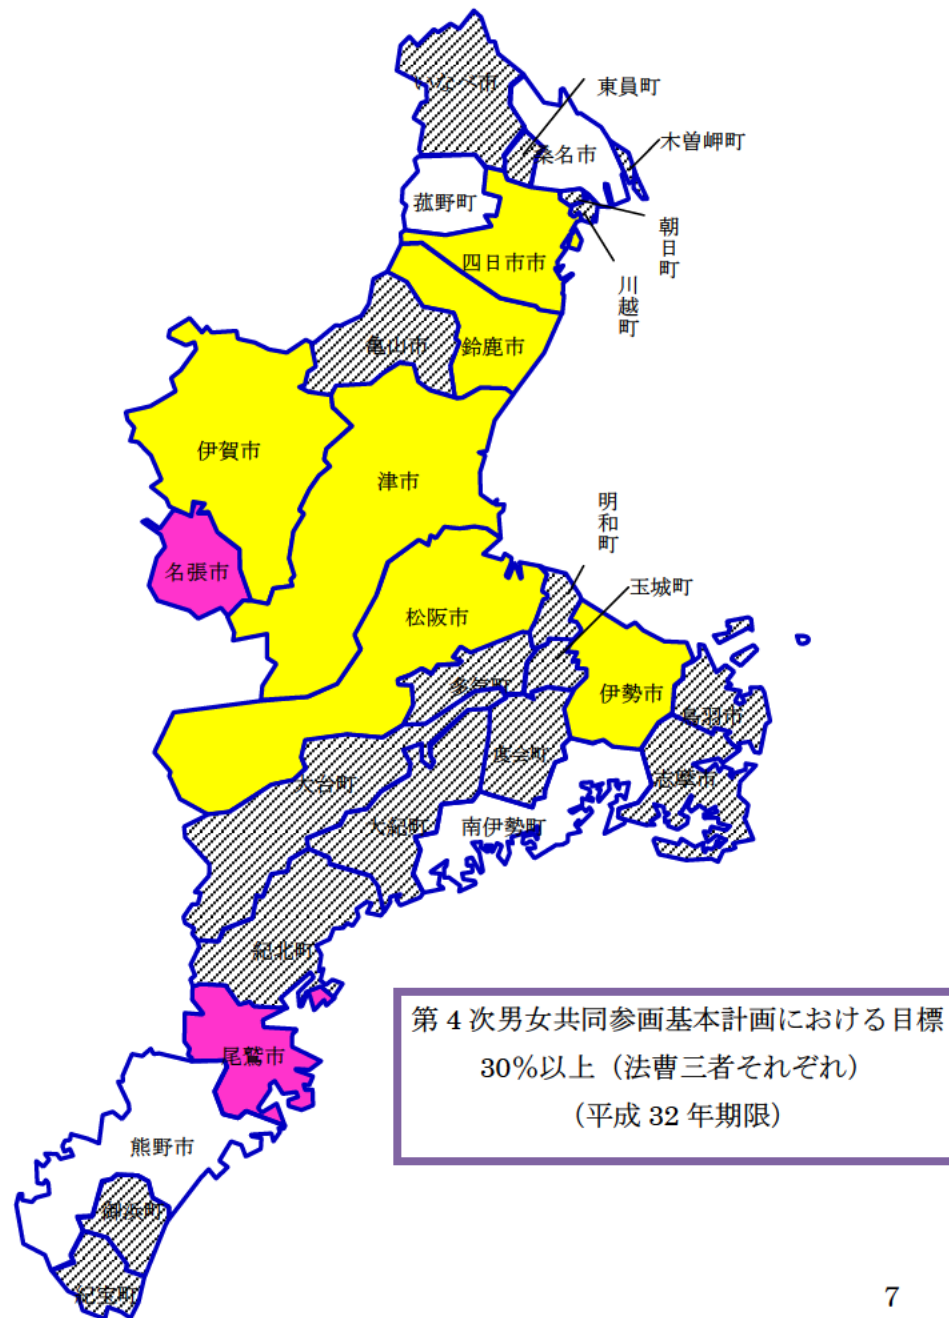 いなべ市
東員町
桑名市
木曽岬町
菰野町
朝日町
四日市市
川越町
亀山市
鈴鹿市
伊賀市
津市
明和町
名張市
玉城町
松阪市
多気町
伊勢市
鳥羽市
度会町
志摩市
大台町
大紀町
南伊勢町
紀北町
第4次男女共同参画基本計画における目標
30%以上（法曹三者それぞれ）
（平成 32 年期限）
尾鷲市
熊野市
御浜町
紀宝町
7